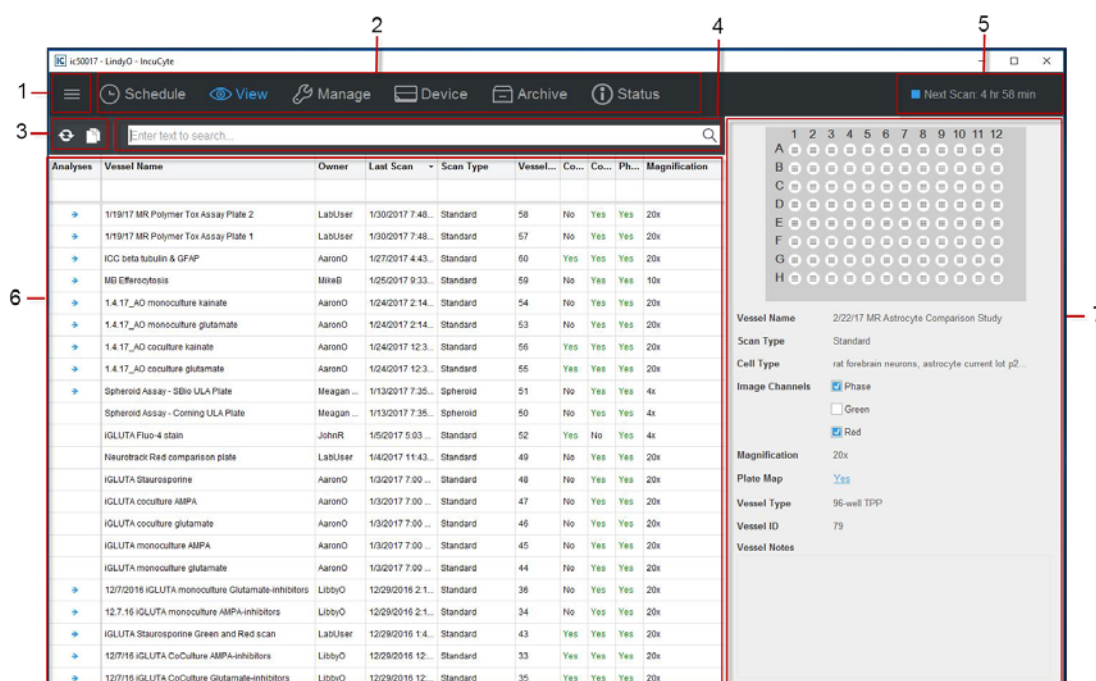 2
4
5
ic50017 - LindyO - IncuCyte
1
Schedule View Manage Device Archive Status
Next Scan: 4 hr 58 min
3
Enter text to search...
Analyses Vessel Name Owner Last Scan Scan Type Vessel... Co... Co... Ph... Magnification
1/19/17 MR Polymer Tox Assay Plate 2 LabUser 1/30/2017 7:48... Standard 58 No Yes Yes 20x
1/19/17 MR Polymer Tox Assay Plate 1 LabUser 1/30/2017 7:48... Standard 57 No Yes Yes 20x
ICC beta tubulin & GFAP AaronO 1/27/2017 4:43... Standard 60 Yes Yes Yes 20x
MB Efferocytosis MikeB 1/25/2017 9:33... Standard 59 No Yes Yes 10x
6
1.4.17_AO monoculture kainate AaronO 1/24/2017 2:14... Standard 54 No Yes Yes 20x
1.4.17_AO monoculture glutamate AaronO 1/24/2017 2:14... Standard 53 No Yes Yes 20x
1.4.17_AO coculture kainate AaronO 1/24/2017 12:3... Standard 56 Yes Yes Yes 20x
1.4.17_AO coculture glutamate AaronO 1/24/2017 12:3... Standard 55 Yes Yes Yes 20x
Spheroid Assay - SBio ULA Plate Meagan ... 1/13/2017 7:35... Spheroid 51 No Yes Yes 4x
Spheroid Assay - Corning ULA Plate Meagan ... 1/13/2017 7:35... Spheroid 50 No Yes Yes 4x
iGLUTA Fluo-4 stain JohnR 1/5/2017 5:03 ... Standard 52 Yes No Yes 4x
Neurotrack Red comparison plate LabUser 1/4/2017 11:43... Standard 49 No Yes Yes 20x
iGLUTA Staurosporine AaronO 1/3/2017 7:00 ... Standard 48 No Yes Yes 20x
iGLUTA coculture AMPA AaronO 1/3/2017 7:00 ... Standard 47 No Yes Yes 20x
iGLUTA coculture glutamate AaronO 1/3/2017 7:00 ... Standard 46 No Yes Yes 20x
iGLUTA monoculture AMPA AaronO 1/3/2017 7:00 ... Standard 45 No Yes Yes 20x
iGLUTA monoculture glutamate AaronO 1/3/2017 7:00 ... Standard 44 No Yes Yes 20x
12/7/2016 iGLUTA monoculture Glutamate-inhibitors LibbyO 12/29/2016 2:1... Standard 36 No Yes Yes 20x
12.7.16 iGLUTA monoculture AMPA-inhibitors LibbyO 12/29/2016 2:1... Standard 34 No Yes Yes 20x
iGLUTA Staurosporine Green and Red scan LabUser 12/29/2016 1:4... Standard 43 Yes Yes Yes 20x
12/7/16 iGLUTA CoCulture AMPA-inhibitors LibbyO 12/29/2016 12:... Standard 33 Yes Yes Yes 20x
12/7/16 iGLUTA CoCulture Glutamate-inhibitors LibbyO 12/29/2016 12:... Standard 35 Yes Yes Yes 20x
1 2 3 4 5 6 7 8 9 10 11 12
A
B
C
D
E
F
G
H
Vessel Name 2/22/17 MR Astrocyte Comparison Study
7
Scan Type Standard
Cell Type rat forebrain neurons, astrocyte current lot p2...
Image Channels Phase
Green
Red
Magnification 20x
Plate Map Yes
Vessel Type 96-well TPP
Vessel ID 79
Vessel Notes